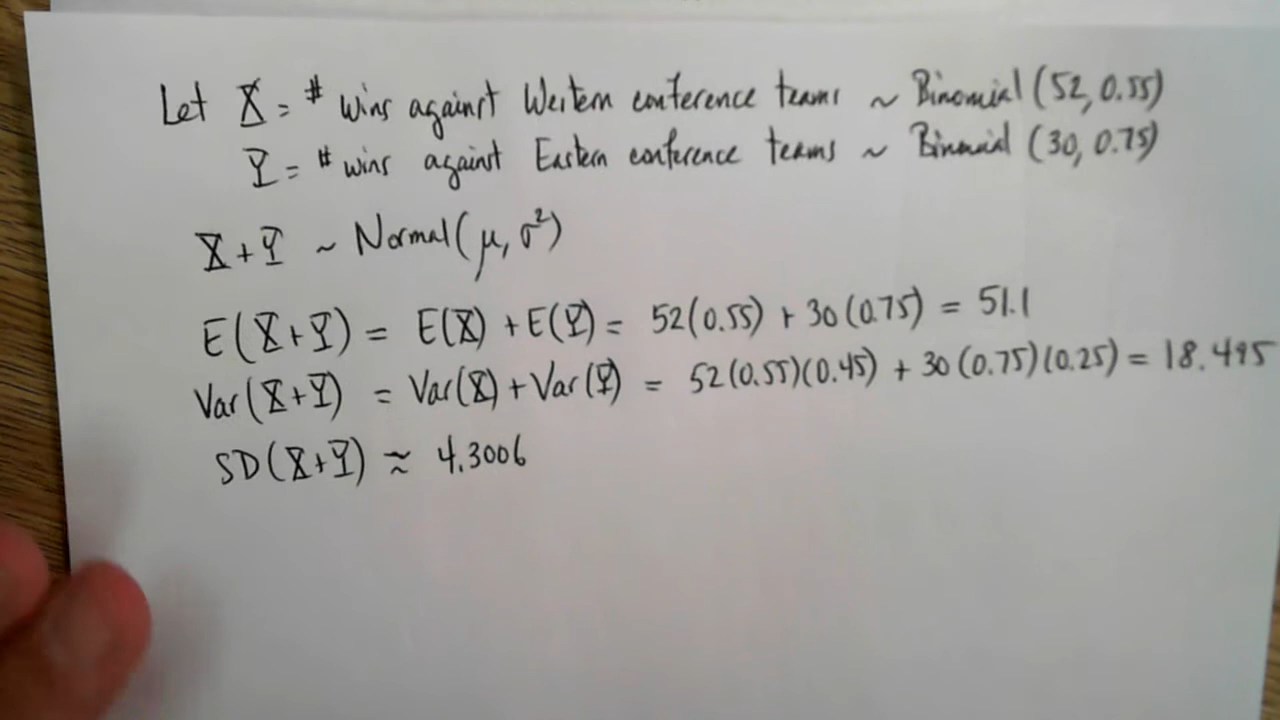 Let X = # wins against Western conference teams ~ Binomial (52, 0.55)
Y = # wins against Eastern conference teams ~ Binomial (30, 0.75)
X+Y ~ Normal(μ, σ²)
E(X+Y) = E(X) + E(Y) = 52(0.55) + 30(0.75) = 51.1
Var(X+Y) = Var(X) + Var(Y) = 52(0.55)(0.45) + 30(0.75)(0.25) = 18.495
SD(X+Y) ≈ 4.3006